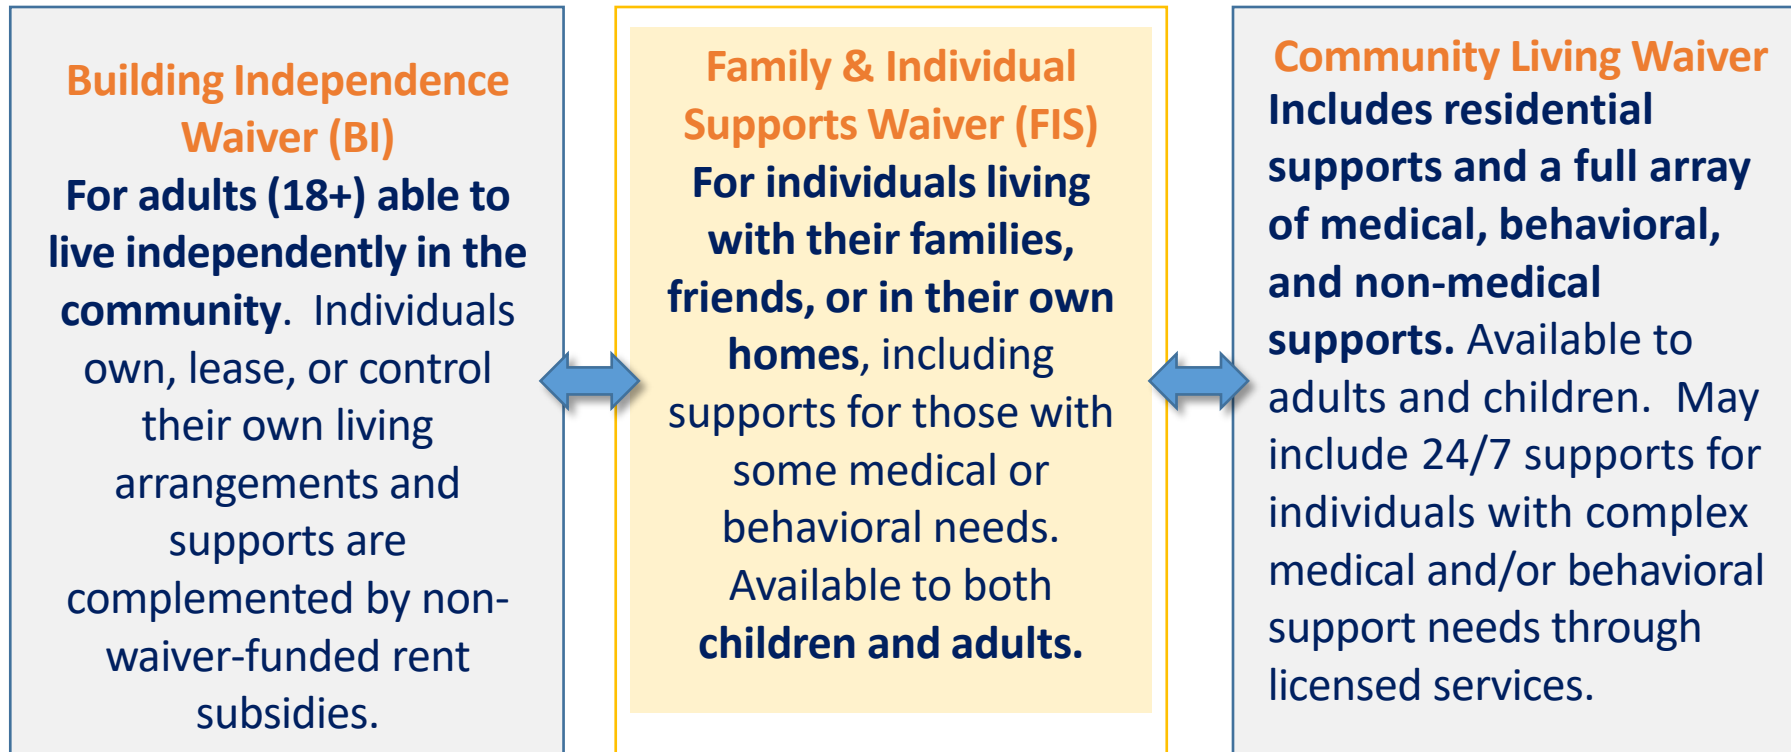 Building Independence
Waiver (BI)
For adults (18+) able to
live independently in the
community.  Individuals
own, lease, or control
their own living
arrangements and
supports are
complemented by non-
waiver-funded rent
subsidies.
Family & Individual
Supports Waiver (FIS)
For individuals living
with their families,
friends, or in their own
homes, including
supports for those with
some medical or
behavioral needs.
Available to both
children and adults.
Community Living Waiver
Includes residential
supports and a full array
of medical, behavioral,
and non-medical
supports. Available to
adults and children.  May
include 24/7 supports for
individuals with complex
medical and/or behavioral
support needs through
licensed services.